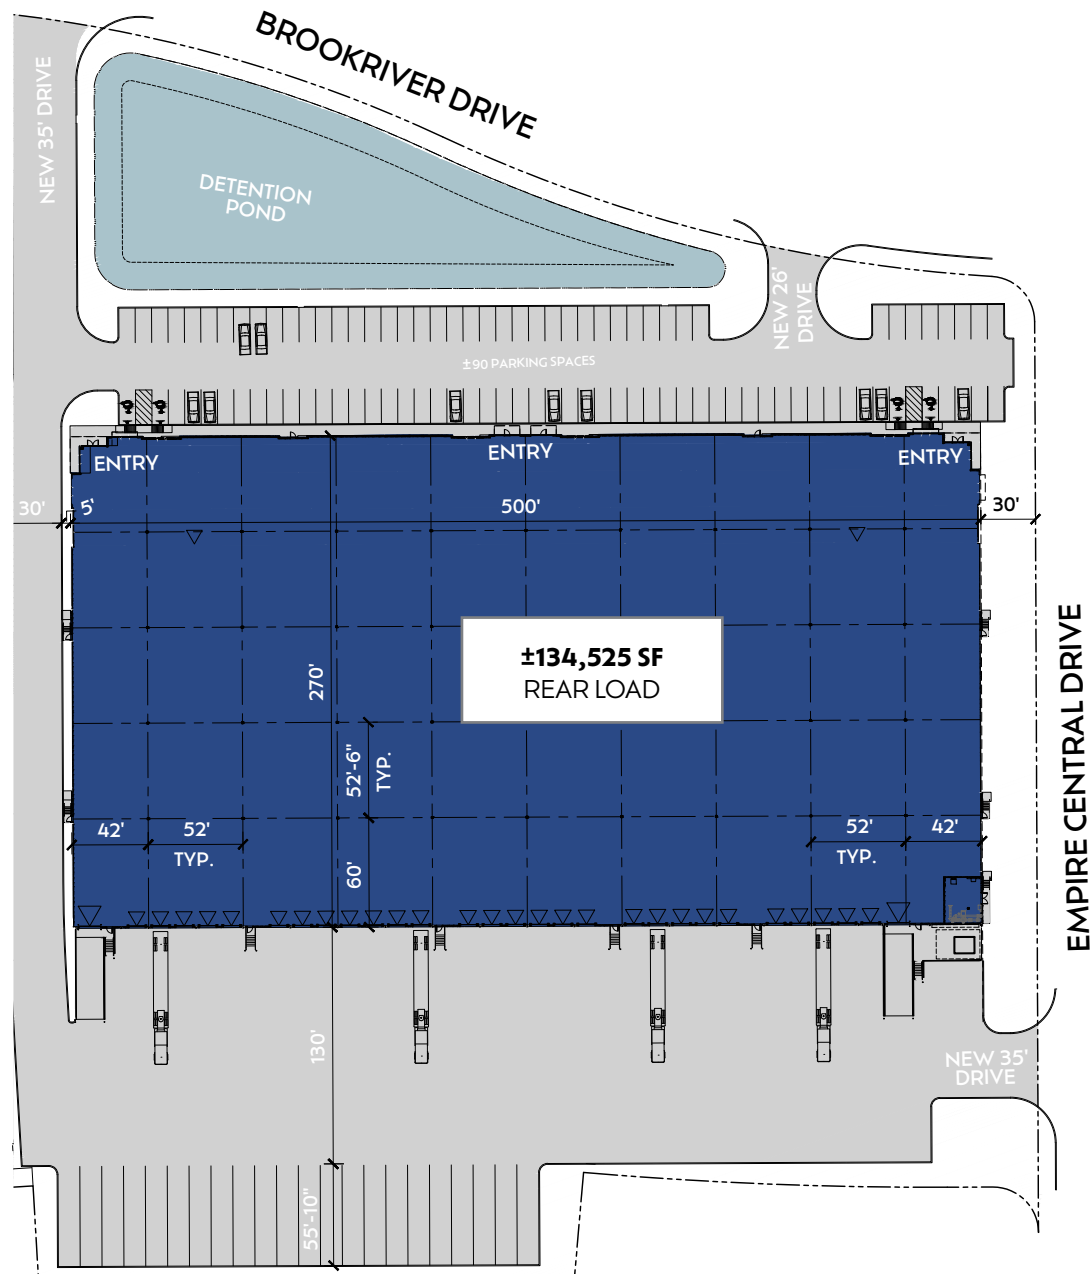 BROOKRIVER DRIVE
NEW 35' DRIVE
DETENTION
POND
NEW 26'
DRIVE
±90 PARKING SPACES
ENTRY
ENTRY
ENTRY
30'
5'
500'
30'
±134,525 SF
REAR LOAD
270'
52'-6"
TYP.
EMPIRE CENTRAL DRIVE
42'
52'
TYP.
52'
42'
TYP.
60'
130'
NEW 35'
DRIVE
55'-10"